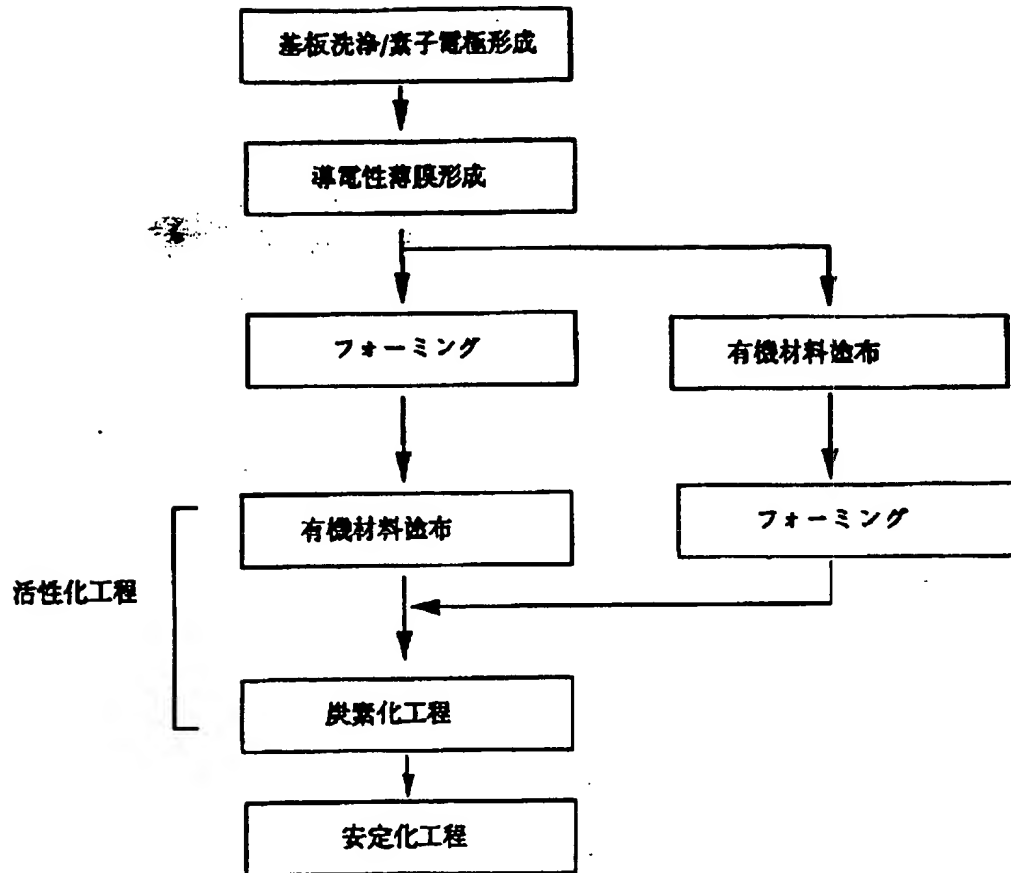 基板洗浄/素子電極形成
導電性薄膜形成
フォーミング
有機材料塗布
有機材料塗布
フォーミング
活性化工程
炭素化工程
安定化工程